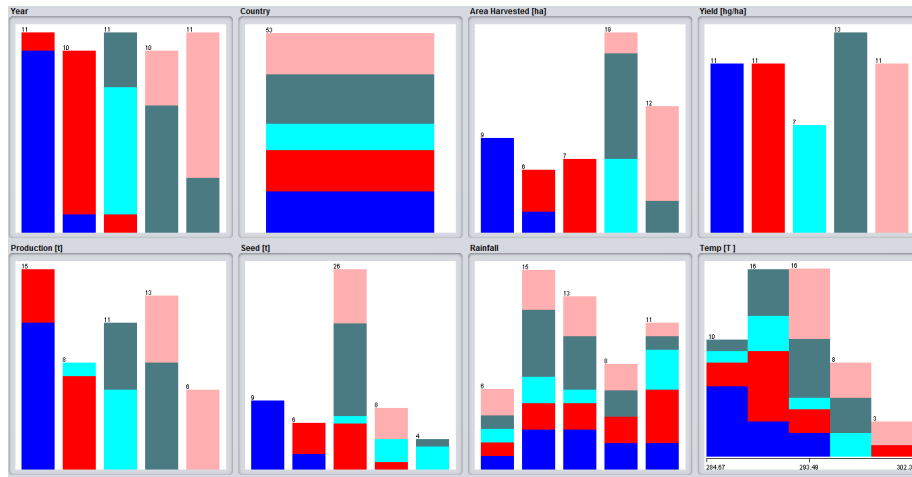 Year
Country
Area Harvested [ha]
Yield [hg/ha]
11 10 11 10 11
53
9 6 7 19 12
11 11 7 13 11
Production [t]
Seed [t]
Rainfall
Temp [T ]
15 8 11 13 6
9 6 26 8 4
6 15 13 8 11
10 16 16 8 3
284.67 293.49 302.3